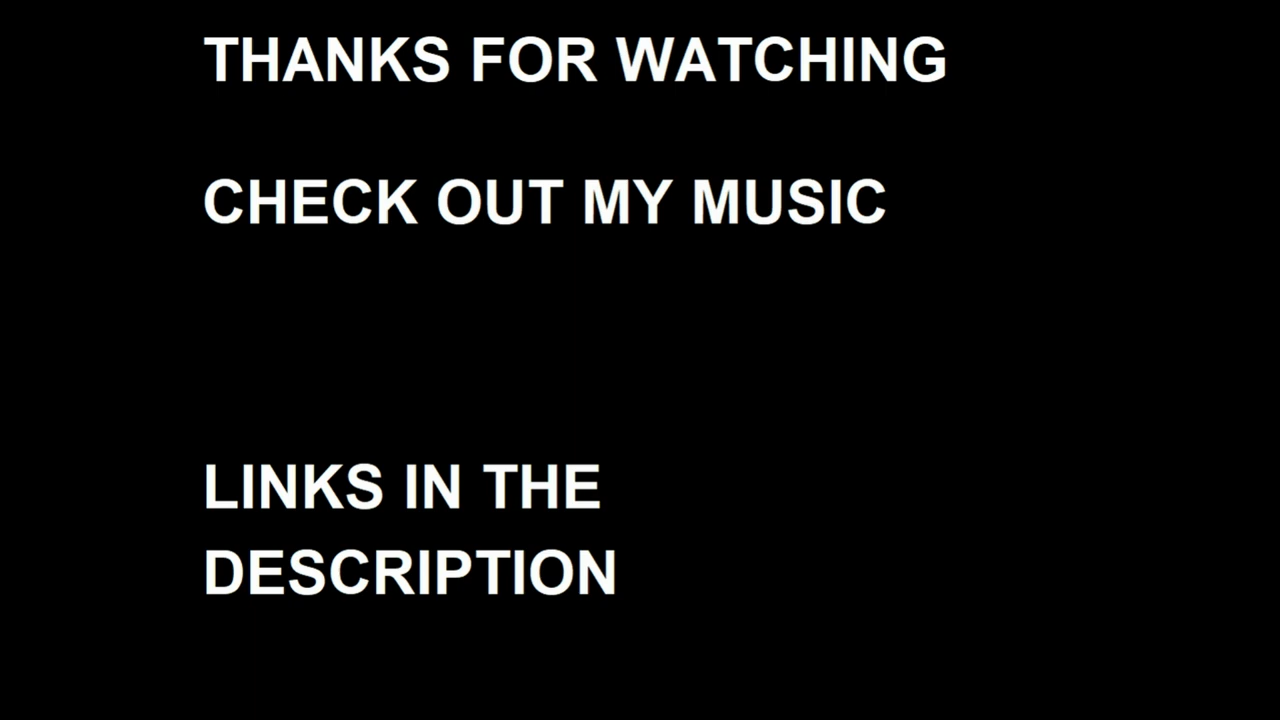 THANKS FOR WATCHING
CHECK OUT MY MUSIC
LINKS IN THE
DESCRIPTION